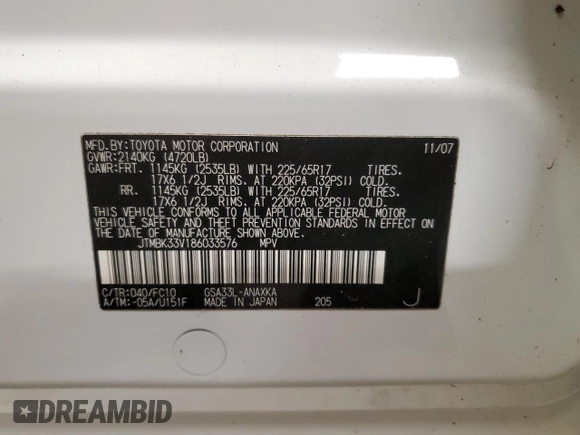 MFD.BY:TOYOTA MOTOR CORPORATION 11/07
GVWR:2140KG (4720LB)
GAWR:FRT. 1145KG (2535LB) WITH 225/65R17 TIRES.
17X6 1/2J RIMS. AT 220KPA (32PSI) COLD.
RR. 1145KG (2535LB) WITH 225/65R17 TIRES.
17X6 1/2J RIMS. AT 220KPA (32PSI) COLD.
THIS VEHICLE CONFORMS TO ALL APPLICABLE FEDERAL MOTOR
VEHICLE SAFETY AND THEFT PREVENTION STANDARDS IN EFFECT ON
THE DATE OF MANUFACTURE SHOWN ABOVE.
JTMBK33V186033576 MPV
C/TR:040/FC10 GSA33L-ANAXKA
A/TM:-05A/U151F MADE IN JAPAN 205 J
DREAMBID